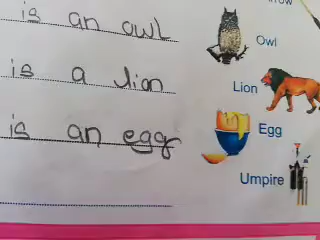 is an owl
Owl
is a lion
Lion
is an egg
Egg
Umpire